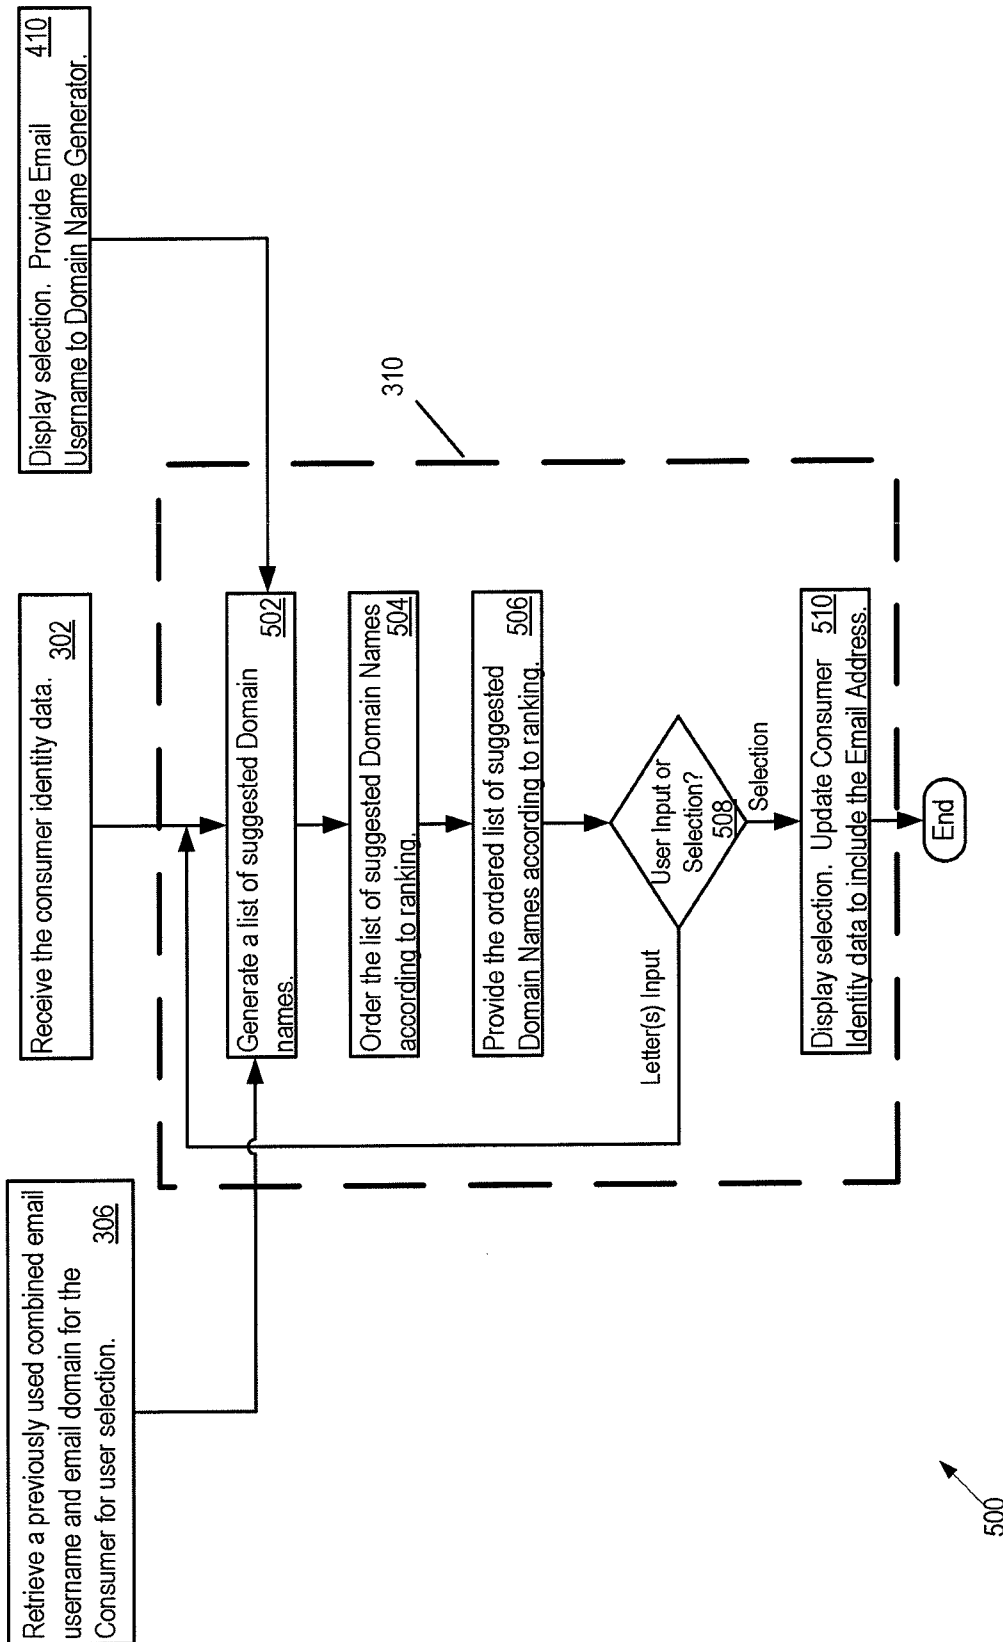 Retrieve a previously used combined email
username and email domain for the
Consumer for user selection. 306
Receive the consumer identity data. 302
Display selection. Provide Email 410
Username to Domain Name Generator.
310
Generate a list of suggested Domain
names. 502
Order the list of suggested Domain Names
according to ranking. 504
Provide the ordered list of suggested 506
Domain Names according to ranking.
User Input or
Selection?
508
Letter(s) Input
Selection
Display selection. Update Consumer 510
Identity data to include the Email Address.
End
500